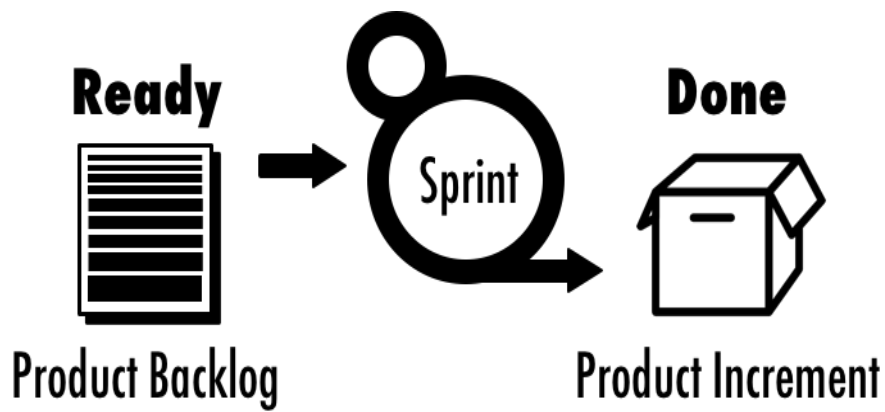 Ready
Done
Sprint
Product Backlog
Product Increment